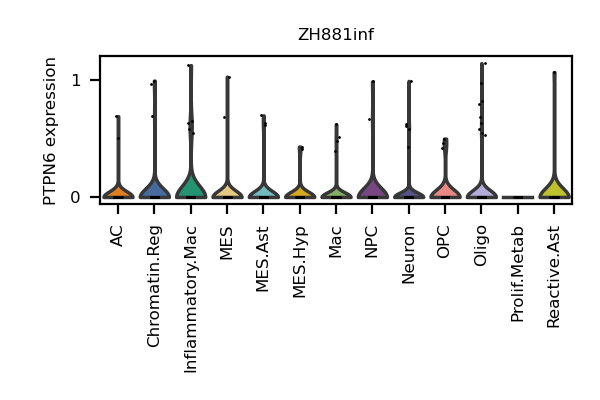 ZH881inf
PTPN6 expression
1
0
AC
Chromatin.Reg
Inflammatory.Mac
MES
MES.Ast
MES.Hyp
Mac
NPC
Neuron
OPC
Oligo
Prolif.Metab
Reactive.Ast